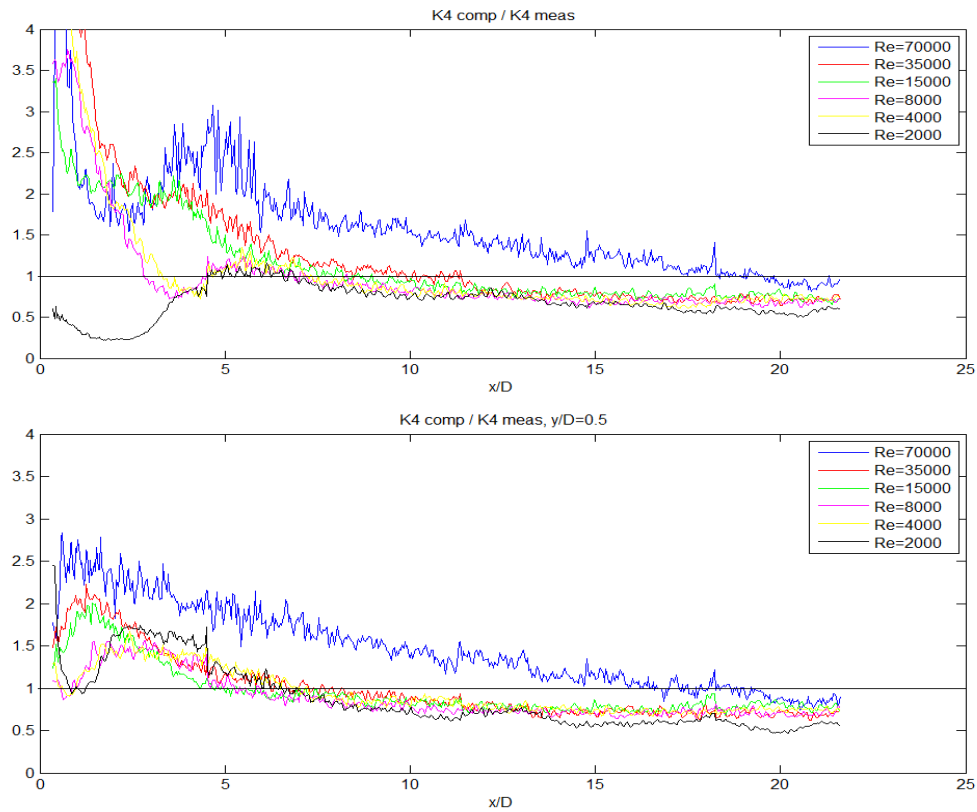 K4 comp / K4 meas
4
3.5
3
2.5
2
1.5
1
0.5
0
0
5
10
15
20
25
x/D
Re=70000
Re=35000
Re=15000
Re=8000
Re=4000
Re=2000
K4 comp / K4 meas, y/D=0.5
4
3.5
3
2.5
2
1.5
1
0.5
0
0
5
10
15
20
25
x/D
Re=70000
Re=35000
Re=15000
Re=8000
Re=4000
Re=2000